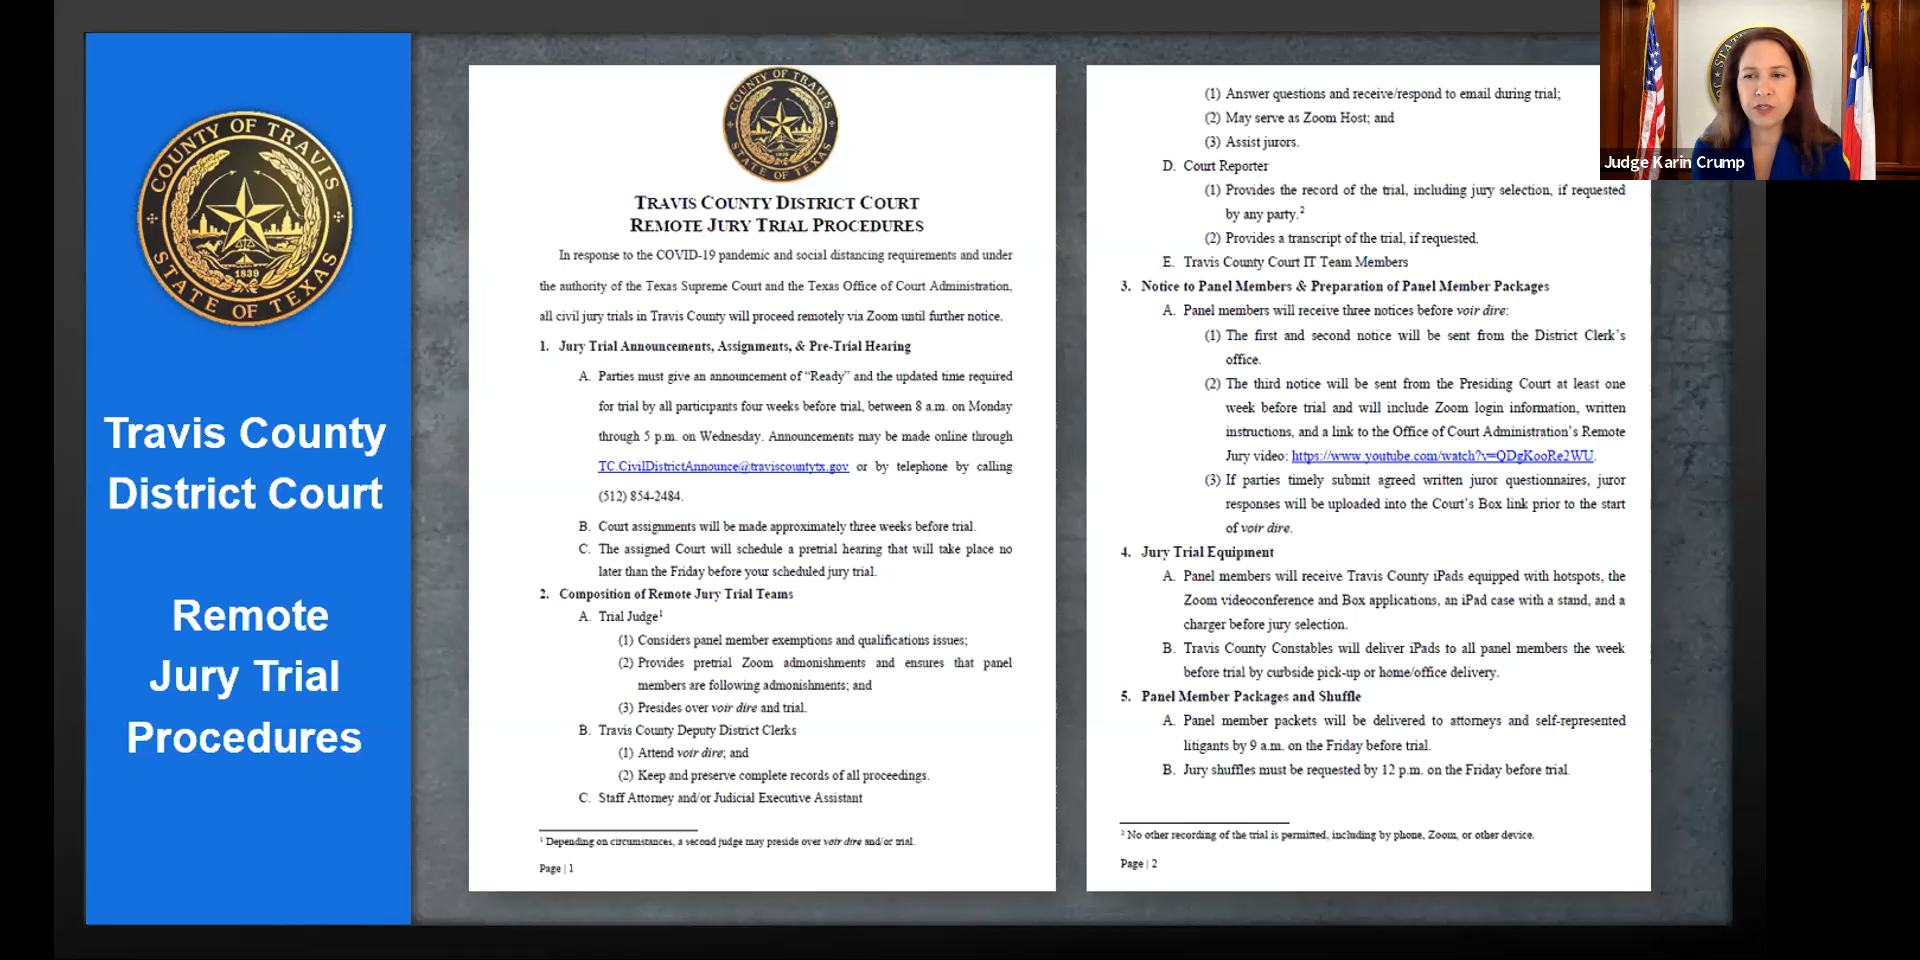 COUNTY OF TRAVIS
1839
STATE OF TEXAS
Travis County
District Court
Remote
Jury Trial
Procedures
COUNTY OF TRAVIS
1839
STATE OF TEXAS
TRAVIS COUNTY DISTRICT COURT
REMOTE JURY TRIAL PROCEDURES
In response to the COVID-19 pandemic and social distancing requirements and under
the authority of the Texas Supreme Court and the Texas Office of Court Administration,
all civil jury trials in Travis County will proceed remotely via Zoom until further notice.
1. Jury Trial Announcements, Assignments, & Pre-Trial Hearing
A. Parties must give an announcement of “Ready” and the updated time required
for trial by all participants four weeks before trial, between 8 a.m. on Monday
through 5 p.m. on Wednesday. Announcements may be made online through
TC.CivilDistrictAnnounce@traviscountytx.gov or by telephone by calling
(512) 854-2484.
B. Court assignments will be made approximately three weeks before trial.
C. The assigned Court will schedule a pretrial hearing that will take place no
later than the Friday before your scheduled jury trial.
2. Composition of Remote Jury Trial Teams
A. Trial Judge¹
(1) Considers panel member exemptions and qualifications issues;
(2) Provides pretrial Zoom admonishments and ensures that panel
members are following admonishments; and
(3) Presides over voir dire and trial.
B. Travis County Deputy District Clerks
(1) Attend voir dire; and
(2) Keep and preserve complete records of all proceedings.
C. Staff Attorney and/or Judicial Executive Assistant
¹ Depending on circumstances, a second judge may preside over voir dire and/or trial.
Page | 1
(1) Answer questions and receive/respond to email during trial;
(2) May serve as Zoom Host; and
(3) Assist jurors.
D. Court Reporter
(1) Provides the record of the trial, including jury selection, if requested
by any party.²
(2) Provides a transcript of the trial, if requested.
E. Travis County Court IT Team Members
3. Notice to Panel Members & Preparation of Panel Member Packages
A. Panel members will receive three notices before voir dire:
(1) The first and second notice will be sent from the District Clerk’s
office.
(2) The third notice will be sent from the Presiding Court at least one
week before trial and will include Zoom login information, written
instructions, and a link to the Office of Court Administration’s Remote
Jury video: https://www.youtube.com/watch?v=QDgKooRe2WU.
(3) If parties timely submit agreed written juror questionnaires, juror
responses will be uploaded into the Court’s Box link prior to the start
of voir dire.
4. Jury Trial Equipment
A. Panel members will receive Travis County iPads equipped with hotspots, the
Zoom videoconference and Box applications, an iPad case with a stand, and a
charger before jury selection.
B. Travis County Constables will deliver iPads to all panel members the week
before trial by curbside pick-up or home/office delivery.
5. Panel Member Packages and Shuffle
A. Panel member packets will be delivered to attorneys and self-represented
litigants by 9 a.m. on the Friday before trial.
B. Jury shuffles must be requested by 12 p.m. on the Friday before trial.
² No other recording of the trial is permitted, including by phone, Zoom, or other device.
Page | 2
Judge Karin Crump